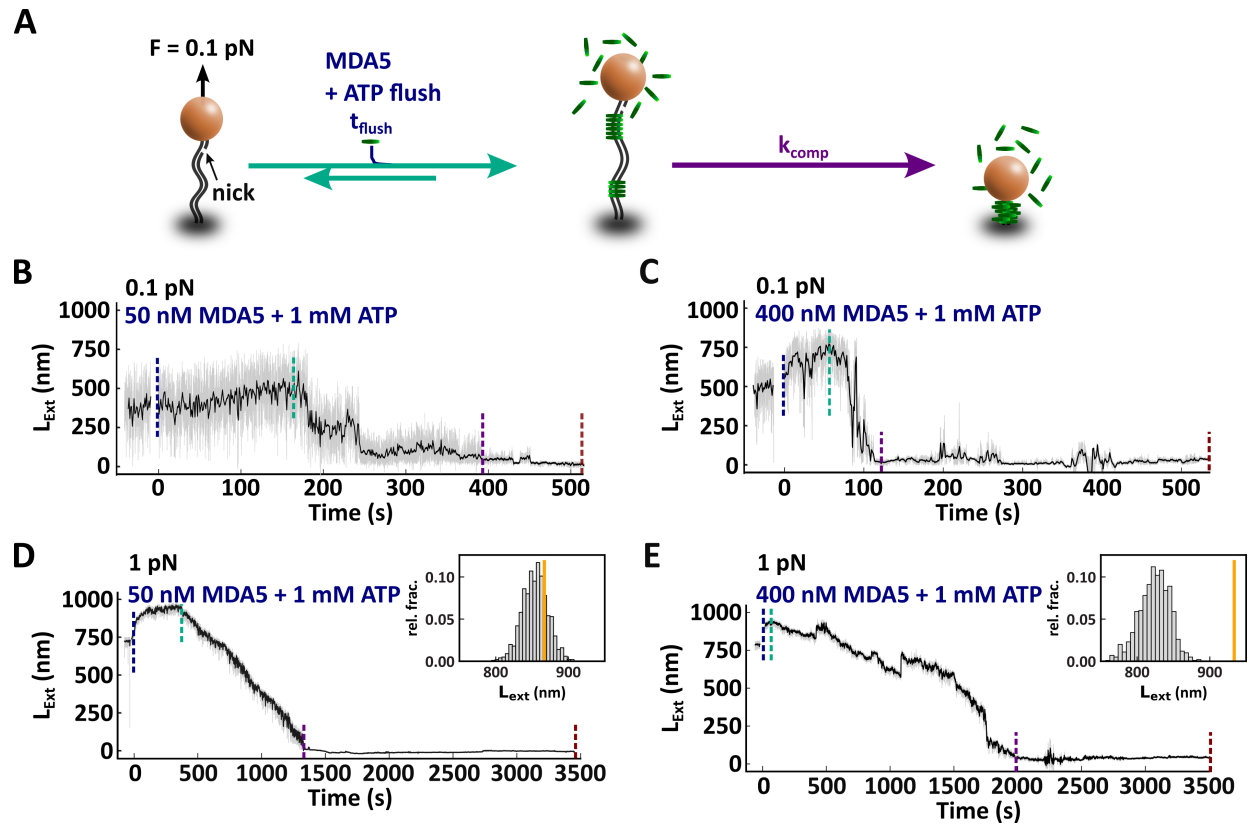 A
F = 0.1 pN
MDA5
+ ATP flush
t_flush
nick
k_comp
B
0.1 pN
50 nM MDA5 + 1 mM ATP
L_Ext (nm)
1000
750
500
250
0
0 100 200 300 400 500
Time (s)
C
0.1 pN
400 nM MDA5 + 1 mM ATP
L_Ext (nm)
1000
750
500
250
0
0 100 200 300 400 500
Time (s)
D
1 pN
50 nM MDA5 + 1 mM ATP
L_Ext (nm)
1000
750
500
250
0
0 500 1000 1500 2000 2500 3000 3500
Time (s)
rel. frac.
0.10
0.05
0.00
800 900
L_ext (nm)
E
1 pN
400 nM MDA5 + 1 mM ATP
L_Ext (nm)
1000
750
500
250
0
0 500 1000 1500 2000 2500 3000 3500
Time (s)
rel. frac.
0.10
0.05
0.00
800 900
L_ext (nm)